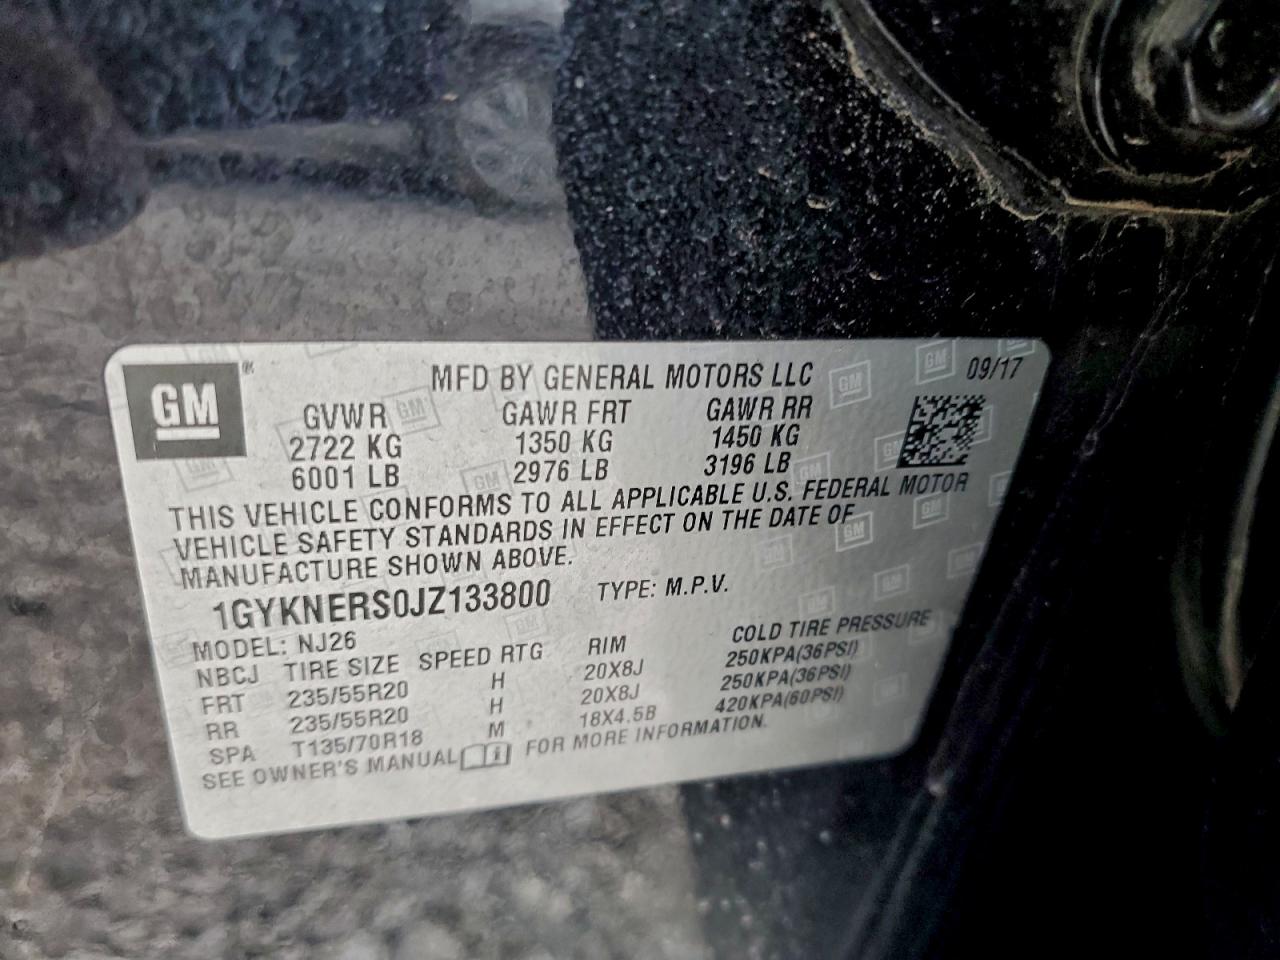 GM
MFD BY GENERAL MOTORS LLC 09/17
GVWR GAWR FRT GAWR RR
2722 KG 1350 KG 1450 KG
6001 LB 2976 LB 3196 LB
THIS VEHICLE CONFORMS TO ALL APPLICABLE U.S. FEDERAL MOTOR
VEHICLE SAFETY STANDARDS IN EFFECT ON THE DATE OF
MANUFACTURE SHOWN ABOVE.
1GYKNERS0JZ133800 TYPE: M.P.V.
MODEL: NJ26
NBCJ TIRE SIZE SPEED RTG RIM COLD TIRE PRESSURE
FRT 235/55R20 H 20X8J 250KPA(36PSI)
RR 235/55R20 H 20X8J 250KPA(36PSI)
SPA T135/70R18 M 18X4.5B 420KPA(60PSI)
SEE OWNER'S MANUAL FOR MORE INFORMATION.